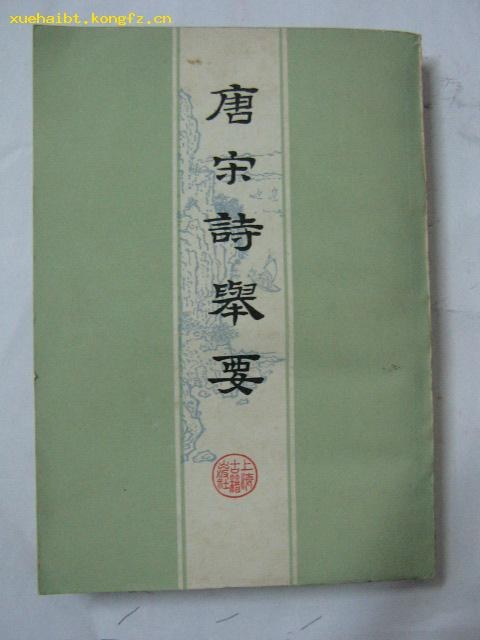 xuehaibt.kongfz.cn
唐宋詩舉要
上海
古籍
出版社